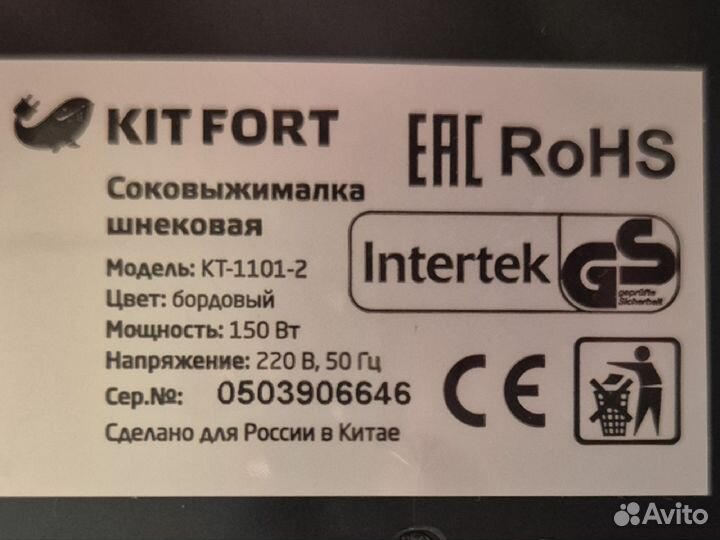 KITFORT
EAC RoHS
Соковыжималка
шнековая
Intertek GS
geprüfte
Sicherheit
Модель: КТ-1101-2
Цвет: бордовый
Мощность: 150 Вт
Напряжение: 220 В, 50 Гц
Сер.№: 0503906646
CE
Сделано для России в Китае
Avito